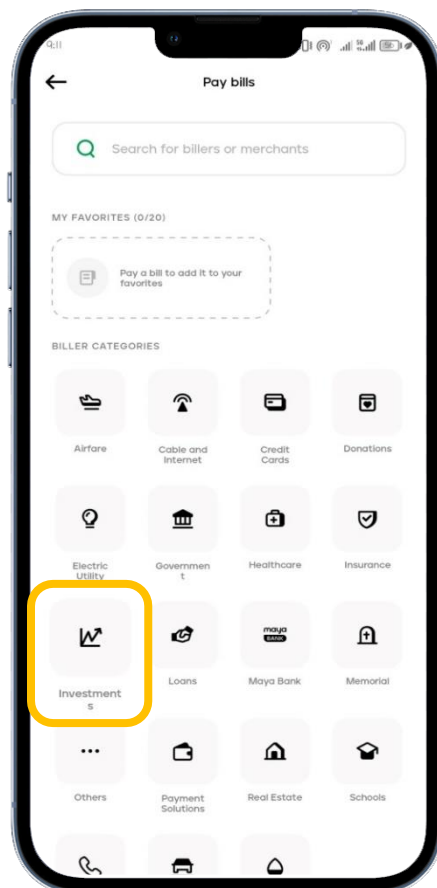 9:11
Pay bills
Search for billers or merchants
MY FAVORITES (0/20)
Pay a bill to add it to your
favorites
BILLER CATEGORIES
Airfare
Cable and
Internet
Credit
Cards
Donations
Electric
Utility
Governmen
t
Healthcare
Insurance
Investment
s
Loans
maya
BANK
Maya Bank
Memorial
Others
Payment
Solutions
Real Estate
Schools